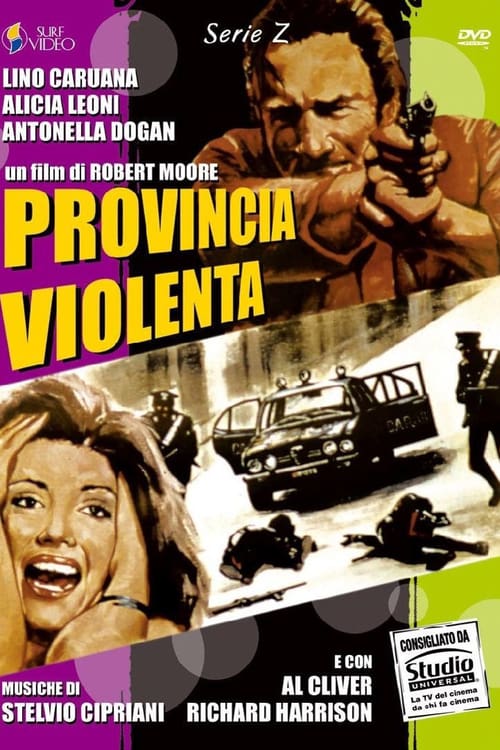 SURF
VIDEO
Serie Z
DVD
LINO CARUANA
ALICIA LEONI
ANTONELLA DOGAN
un film di ROBERT MOORE
PROVINCIA
VIOLENTA
CONSIGLIATO DA
Studio
UNIVERSAL
La TV del cinema
da chi fa cinema
E CON
MUSICHE DI
AL CLIVER
STELVIO CIPRIANI
RICHARD HARRISON